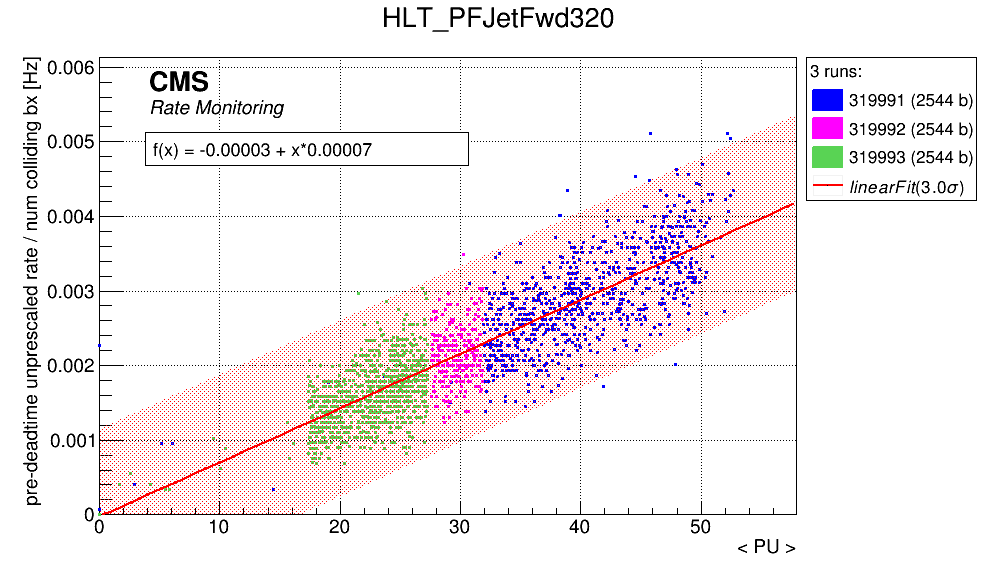 HLT_PFJetFwd320
pre-deadtime unprescaled rate / num colliding bx [Hz]
0.006
0.005
0.004
0.003
0.002
0.001
0
CMS
Rate Monitoring
f(x) = -0.00003 + x*0.00007
3 runs:
319991 (2544 b)
319992 (2544 b)
319993 (2544 b)
linearFit(3.0σ)
0 10 20 30 40 50
< PU >